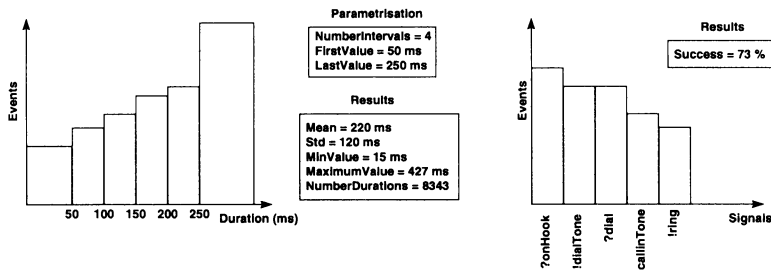 Parametrisation
NumberIntervals = 4
FirstValue = 50 ms
LastValue = 250 ms
Results
Mean = 220 ms
Std = 120 ms
MinValue = 15 ms
MaximumValue = 427 ms
NumberDurations = 8343
Events
50 100 150 200 250
Duration (ms)
Results
Success = 73 %
Events
?onHook
!dialTone
?dial
callinTone
!ring
Signals